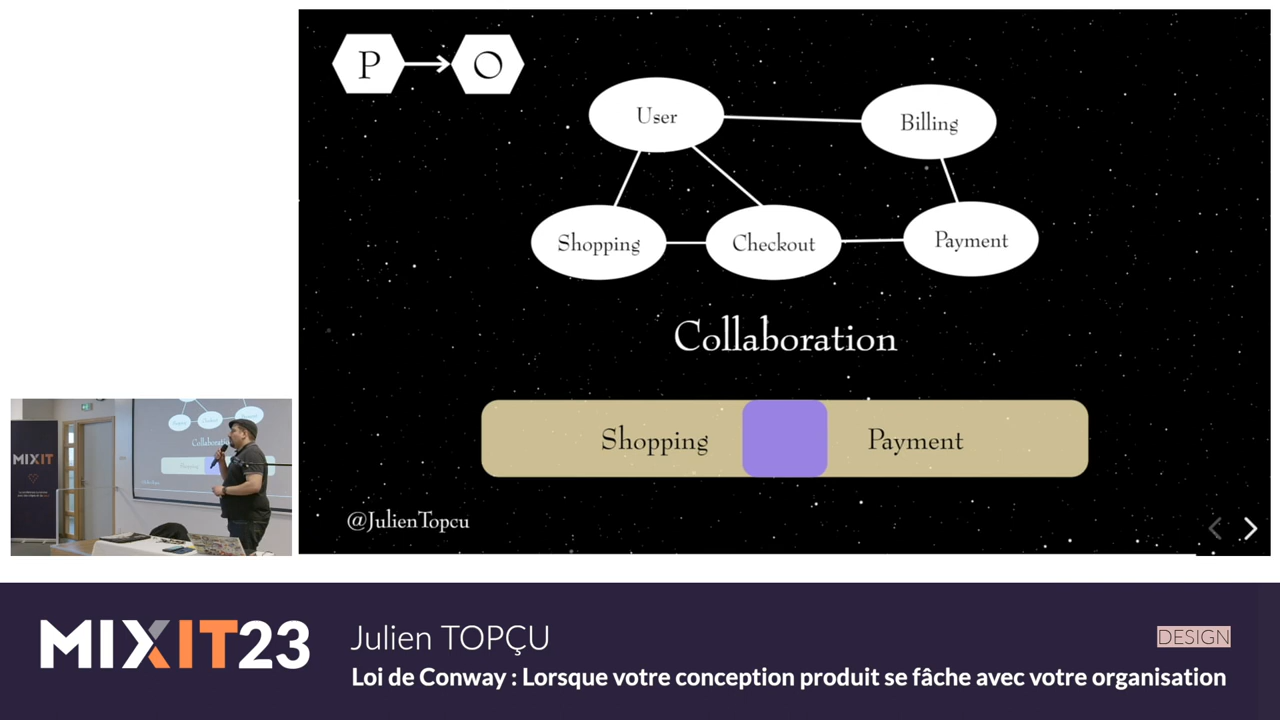 P
O
User
Billing
Shopping
Checkout
Payment
Collaboration
Shopping
Payment
@JulienTopcu
MIXIT
MIXIT23
Julien TOPÇU
DESIGN
Loi de Conway : Lorsque votre conception produit se fâche avec votre organisation